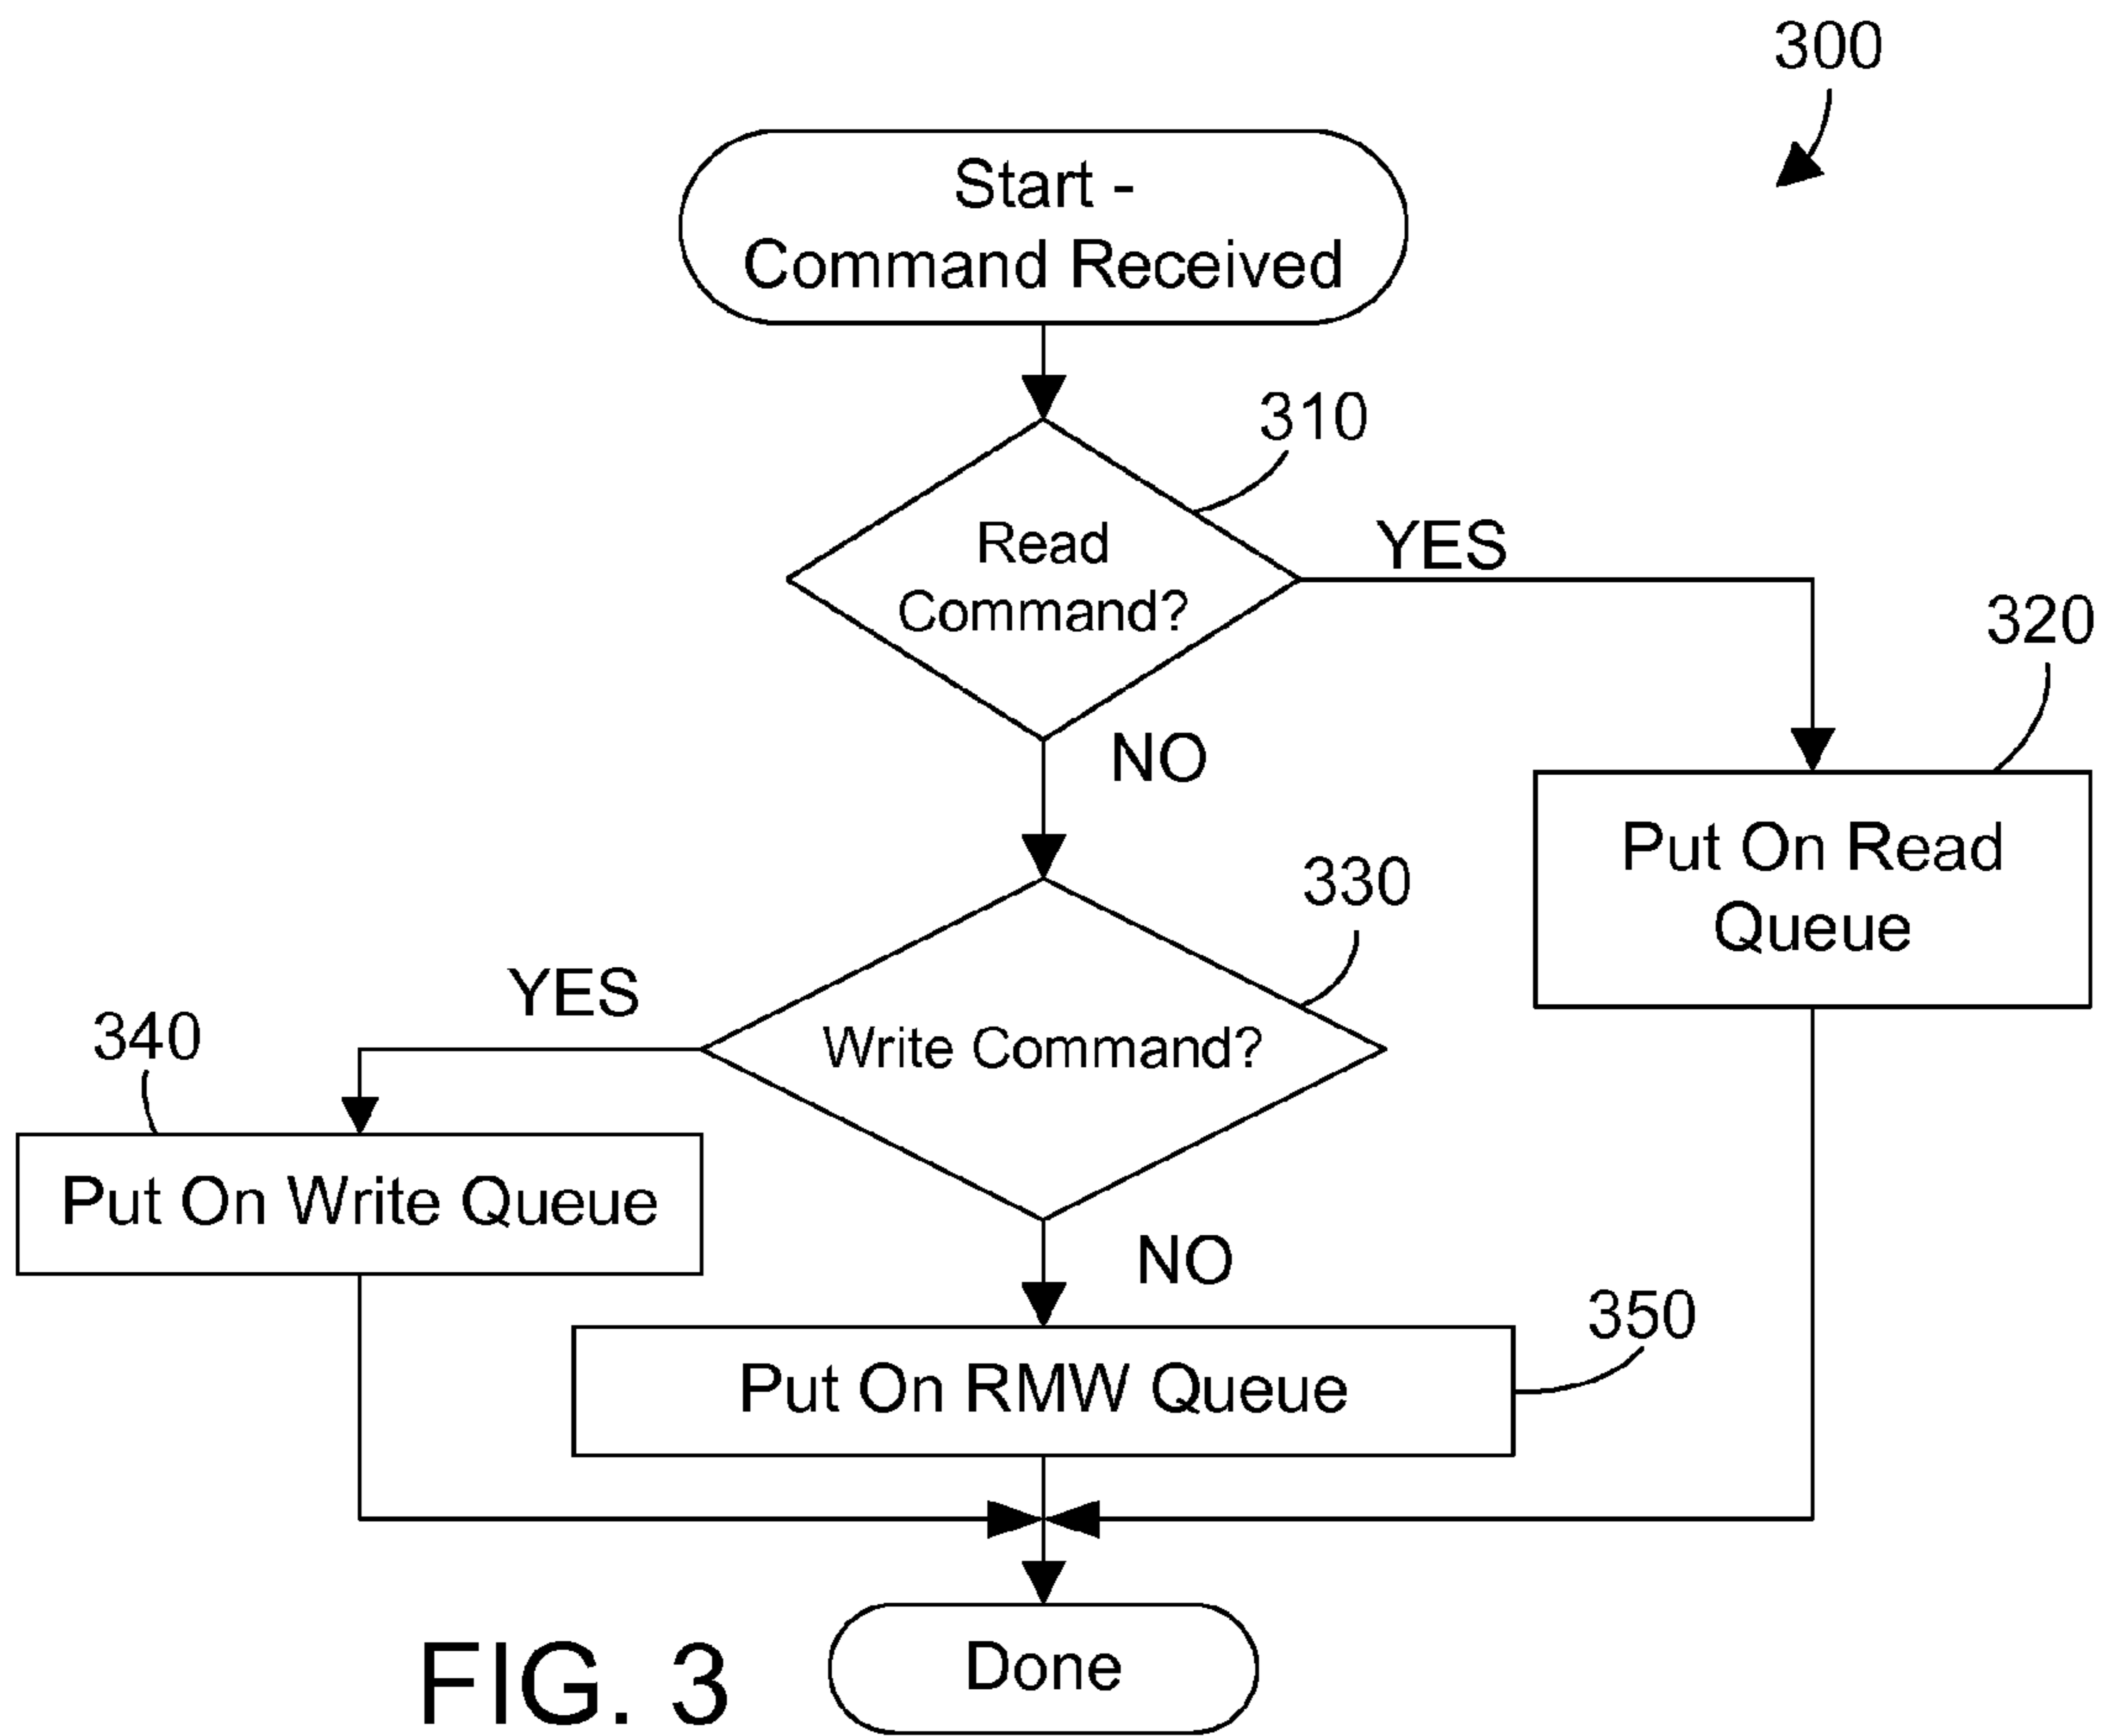 300
Start -
Command Received
310
Read
Command?
YES
320
NO
Put On Read
Queue
330
YES
340
Write Command?
Put On Write Queue
NO
350
Put On RMW Queue
Done
FIG. 3